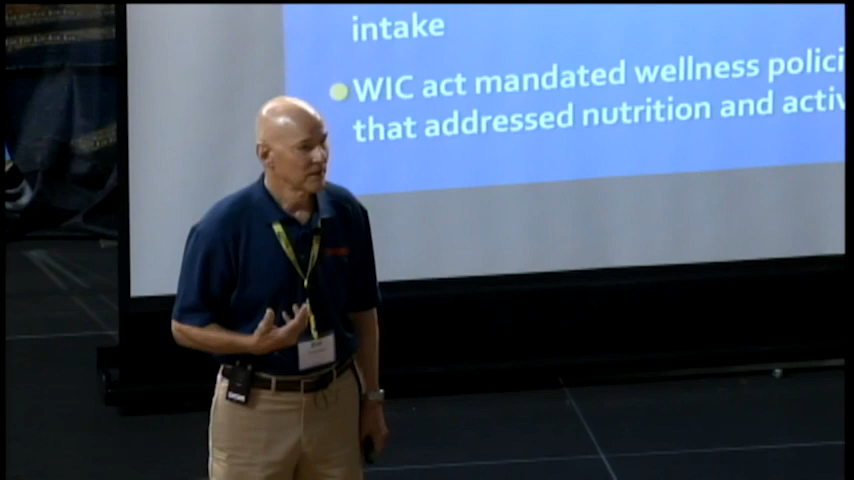 intake
WIC act mandated wellness polici
that addressed nutrition and activ